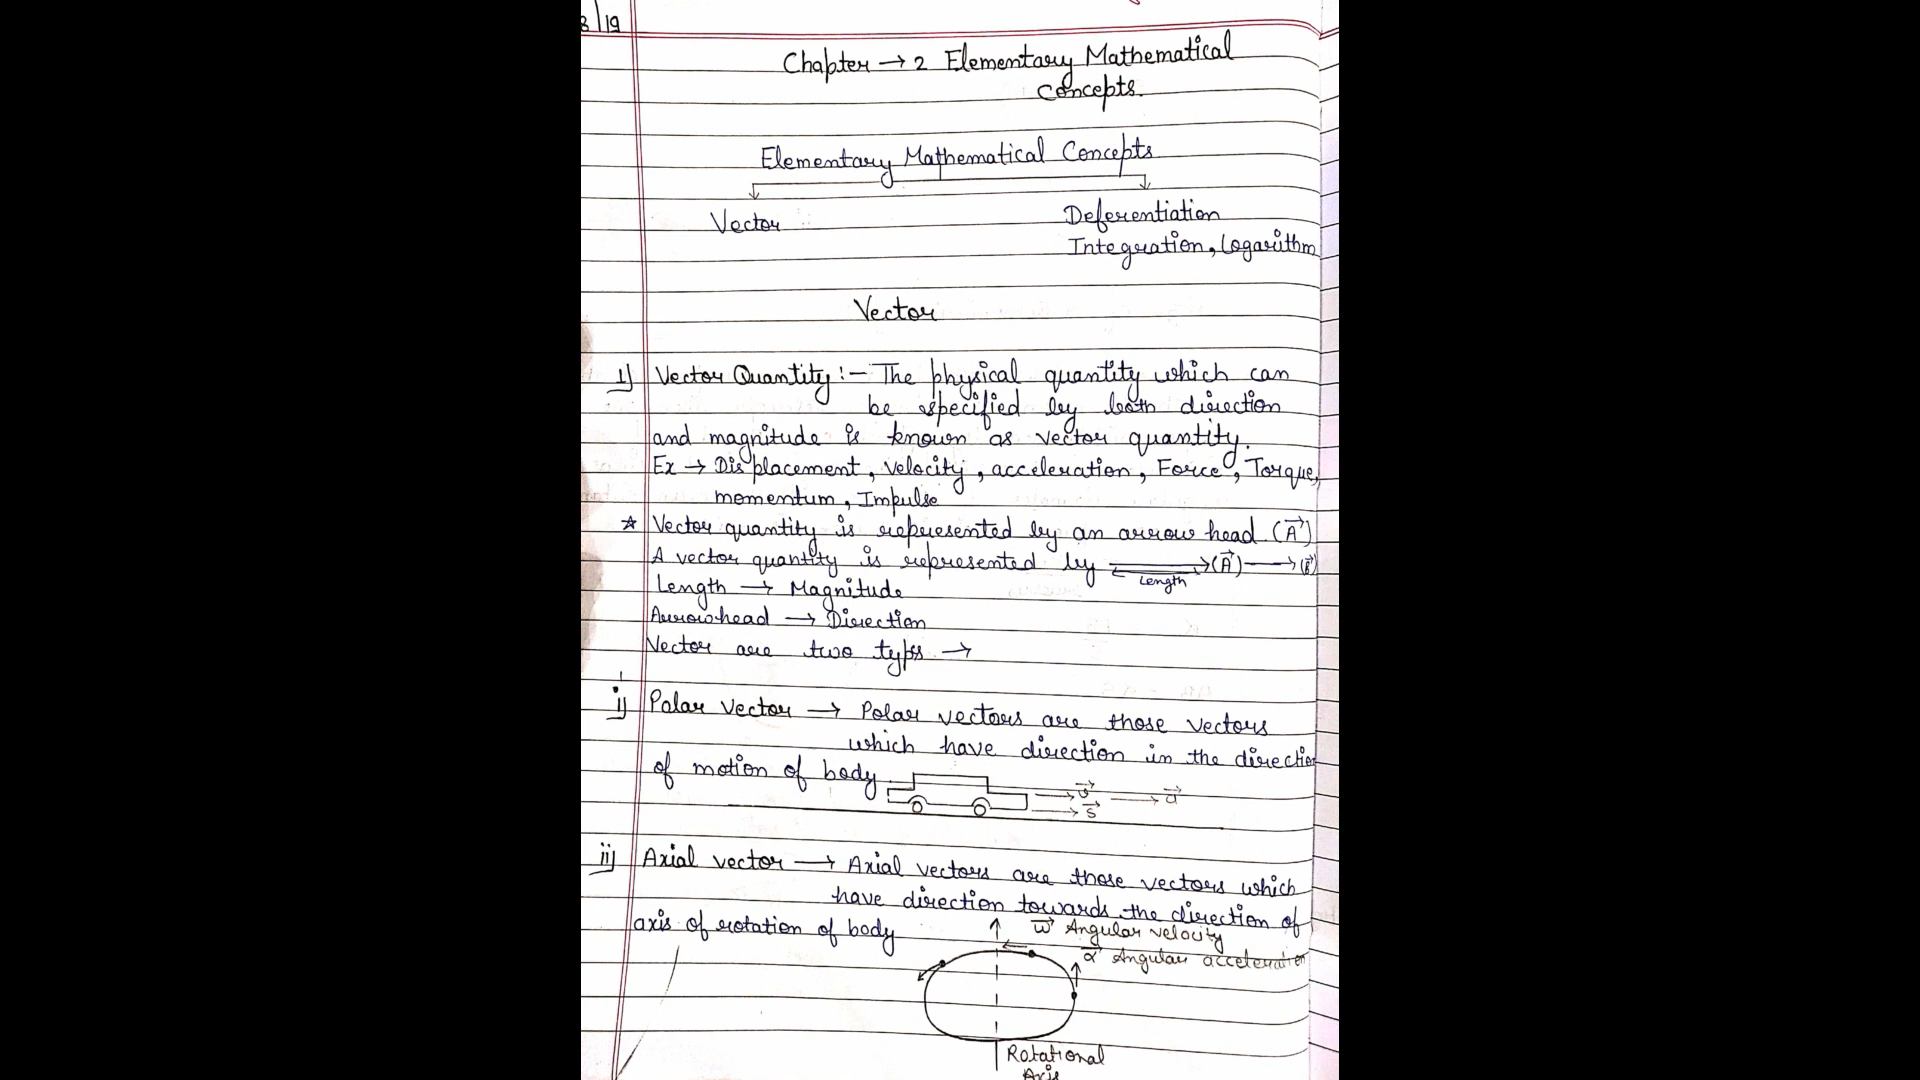 8/19
Chapter → 2 Elementary Mathematical
Concepts.
Elementary Mathematical Concepts
Vector
Deferentiation
Integration, Logarithm
Vector
1) Vector Quantity :- The physical quantity which can
be specified by both direction
and magnitude is known as vector quantity.
Ex → Displacement, velocity, acceleration, Force, Torque,
momentum, Impulse
☆ Vector quantity is represented by an arrow head (A⃗)
A vector quantity is represented by → (A⃗) →
Length
Length → Magnitude
Arrowhead → Direction
Vector are two typs →
i) Polar Vector → Polar vectors are those vectors
which have direction in the direction
of motion of body.
v⃗ a⃗
s⃗
ii) Axial vector → Axial vectors are those vectors which
have direction towards the direction of
axis of rotation of body
ω⃗ Angular velocity
α⃗ Angular acceleration
Rotational
Axis